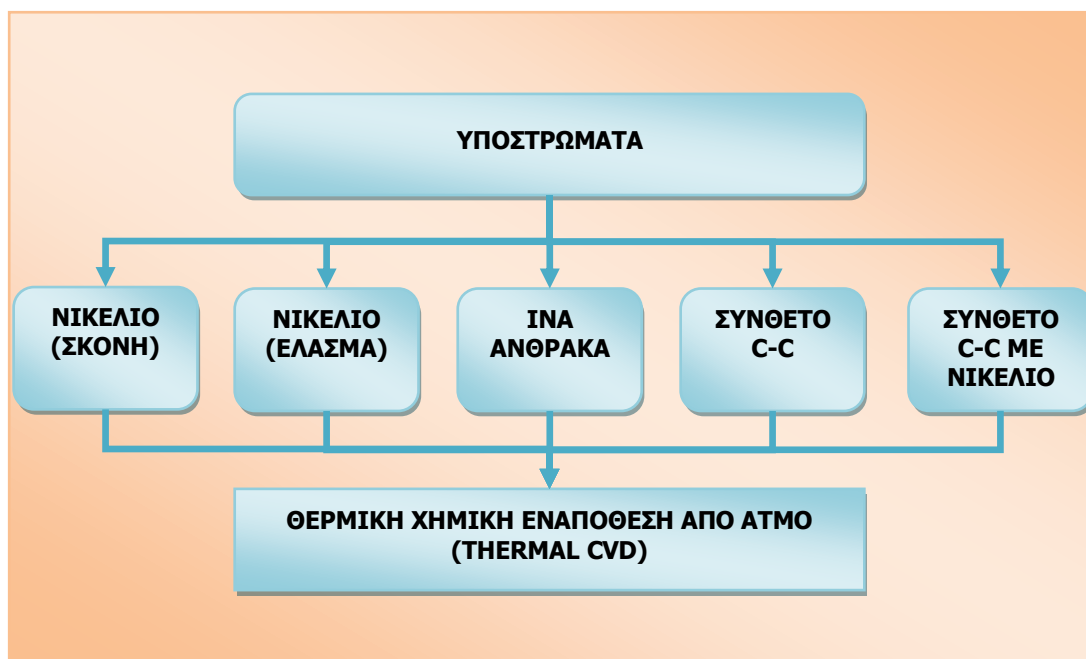 ΥΠΟΣΤΡΩΜΑΤΑ
ΝΙΚΕΛΙΟ
(ΣΚΟΝΗ)
ΝΙΚΕΛΙΟ
(ΕΛΑΣΜΑ)
ΙΝΑ
ΑΝΘΡΑΚΑ
ΣΥΝΘΕΤΟ
C-C
ΣΥΝΘΕΤΟ
C-C ΜΕ
ΝΙΚΕΛΙΟ
ΘΕΡΜΙΚΗ ΧΗΜΙΚΗ ΕΝΑΠΟΘΕΣΗ ΑΠΟ ΑΤΜΟ
(THERMAL CVD)